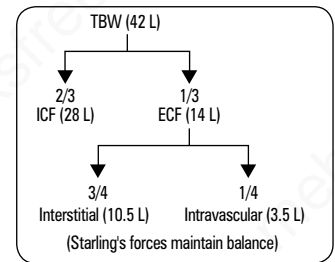 TBW (42 L)
2/3 1/3
ICF (28 L) ECF (14 L)
3/4 1/4
Interstitial (10.5 L) Intravascular (3.5 L)
(Starling's forces maintain balance)